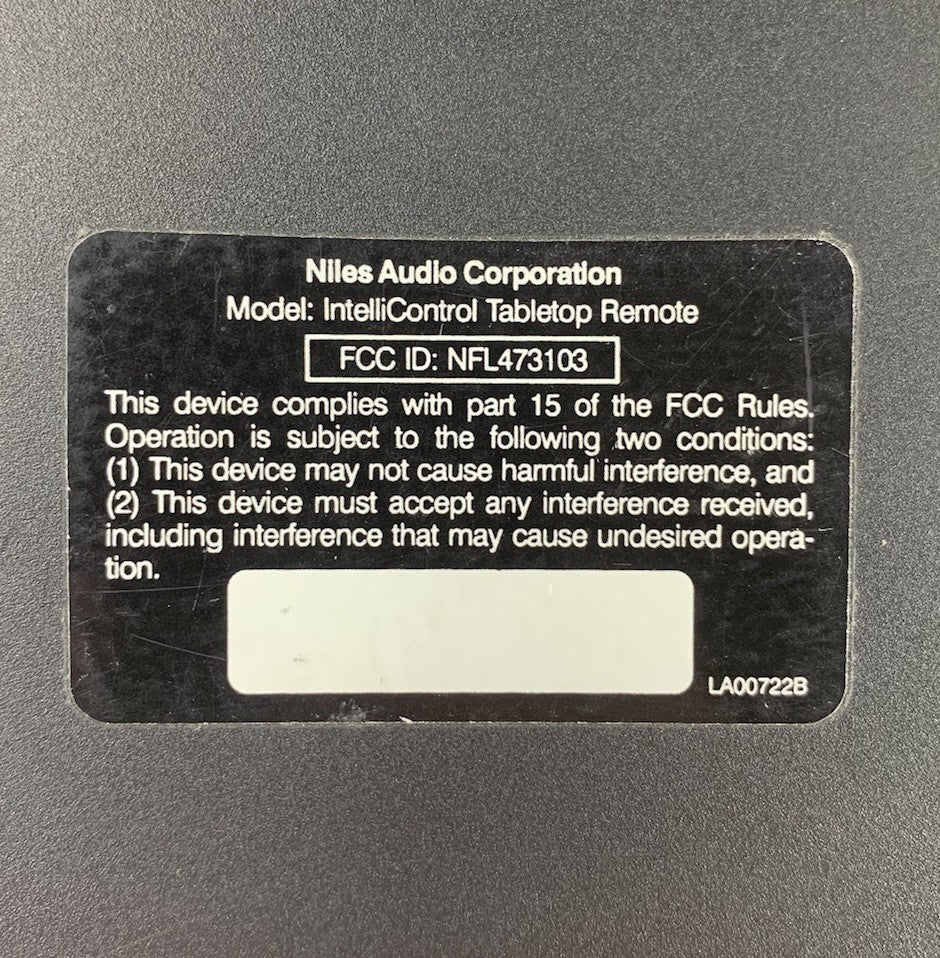 Niles Audio Corporation
Model: IntelliControl Tabletop Remote
FCC ID: NFL473103
This device complies with part 15 of the FCC Rules.
Operation is subject to the following two conditions:
(1) This device may not cause harmful interference, and
(2) This device must accept any interference received,
including interference that may cause undesired opera-
tion.
LA00722B